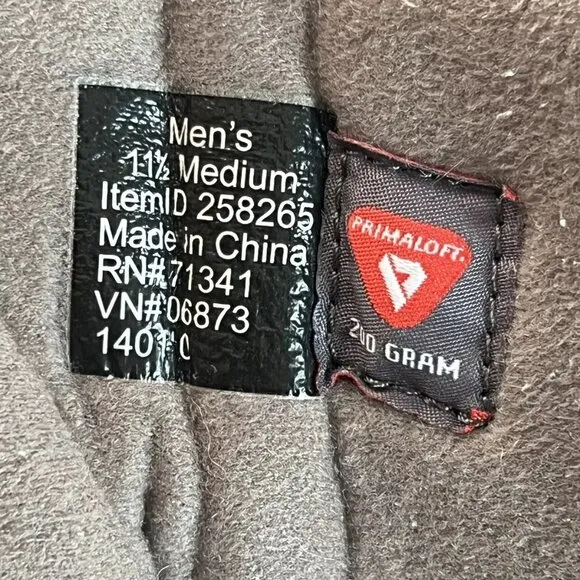 Men's
11½ Medium
ItemID 258265
Made in China
RN#71341
VN#06873
PRIMALOFT.
200 GRAM